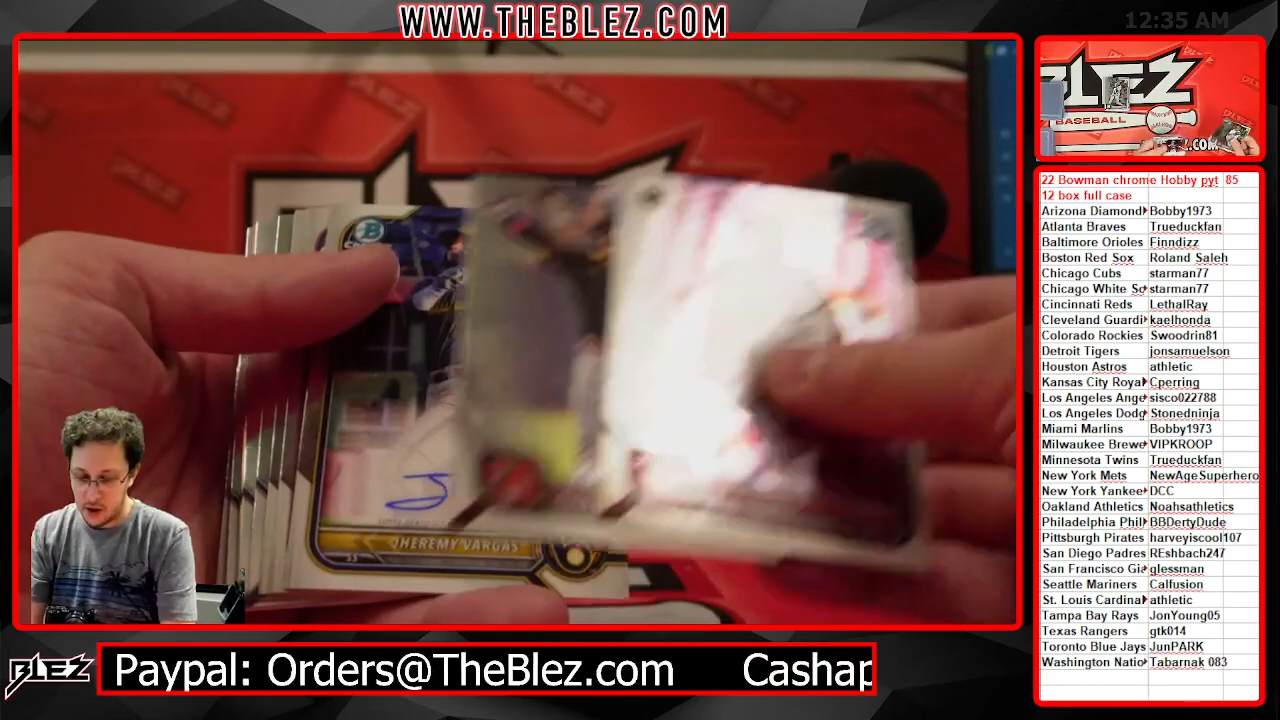 WWW.THEBLEZ.COM
12:35 AM
BLEZ
BASEBALL
22 Bowman chrome Hobby pyt 85
12 box full case
Arizona Diamond Bobby1973
Atlanta Braves Trueduckfan
Baltimore Orioles Finndizz
Boston Red Sox Roland Saleh
Chicago Cubs starman77
Chicago White So starman77
Cincinnati Reds LethalRay
Cleveland Guardi kaelhonda
Colorado Rockies Swoodrin81
Detroit Tigers jonsamuelson
Houston Astros athletic
Kansas City Royal Cperring
Los Angeles Ange sisco022788
Los Angeles Dodg Stonedninja
Miami Marlins Bobby1973
Milwaukee Brewe VIPKROOP
Minnesota Twins Trueduckfan
New York Mets NewAgeSuperhero
New York Yankee DCC
Oakland Athletics Noahsathletics
Philadelphia Phil BBDertyDude
Pittsburgh Pirates harveyiscool107
San Diego Padres REshbach247
San Francisco Gia glessman
Seattle Mariners Calfusion
St. Louis Cardina athletic
Tampa Bay Rays JonYoung05
Texas Rangers gtk014
Toronto Blue Jays JunPARK
Washington Natio Tabarnak 083
JHEREMY VARGAS
SS
BLEZ
Paypal: Orders@TheBlez.com Cashap